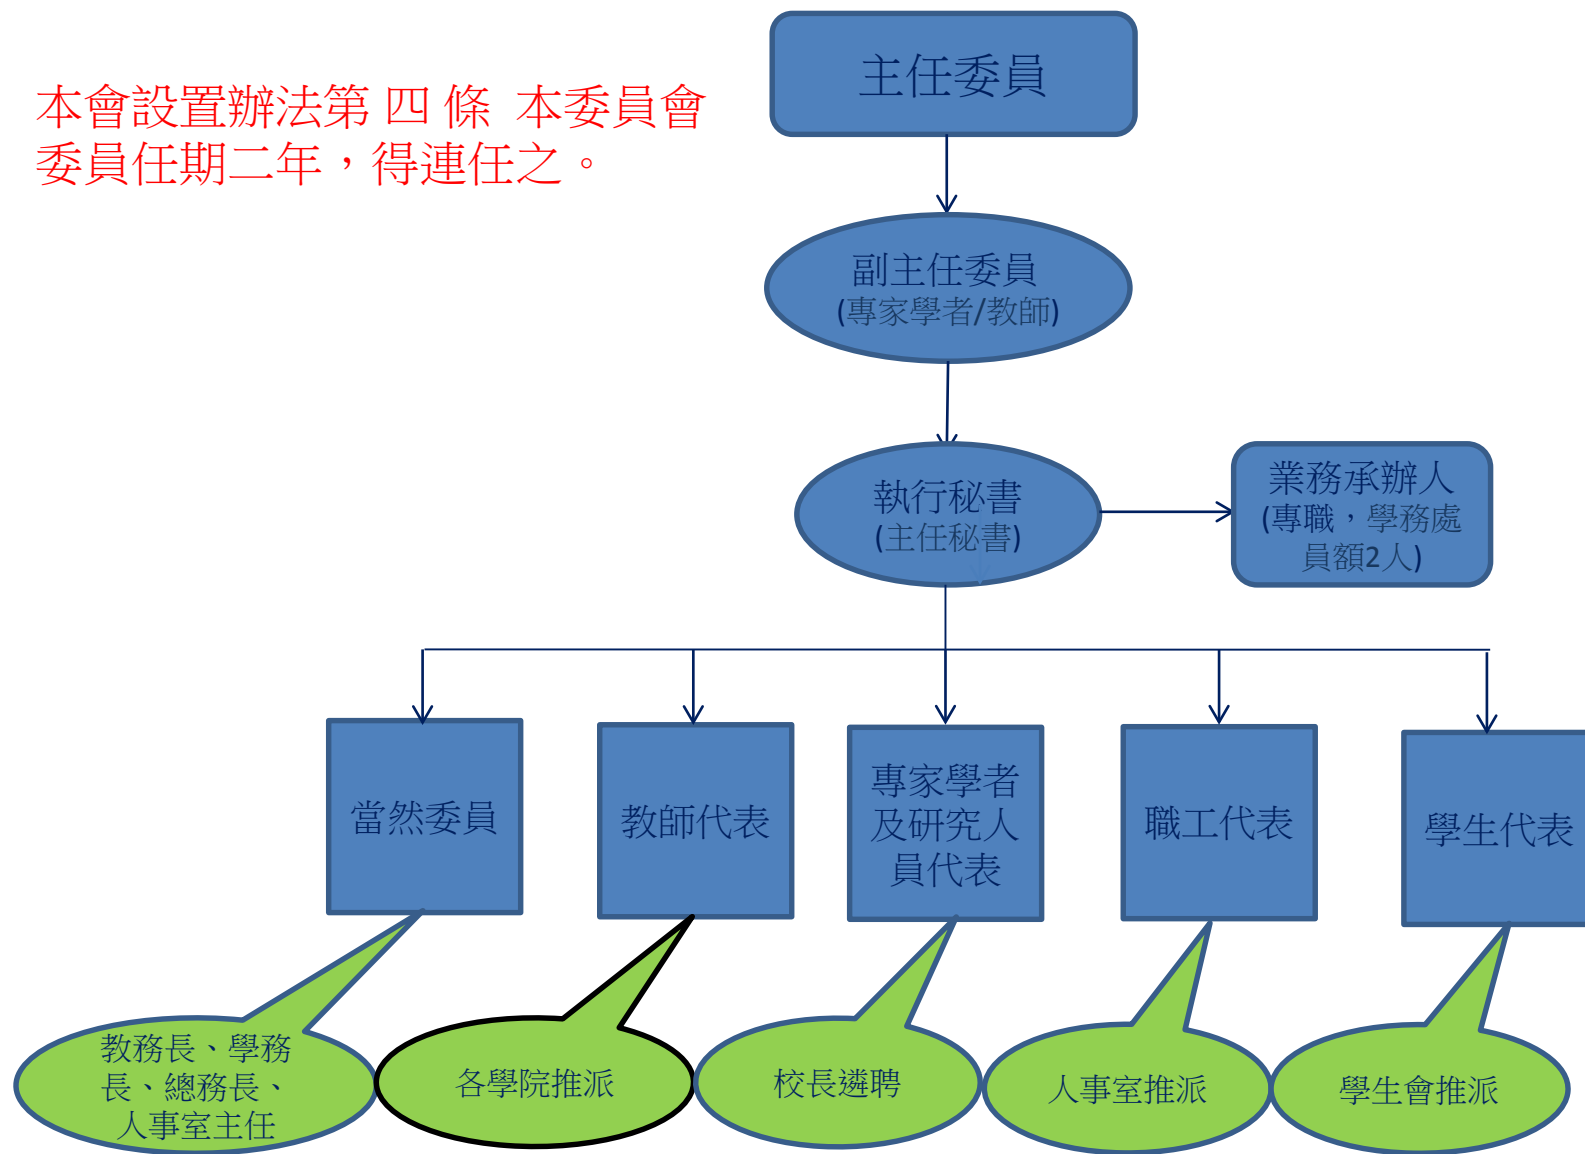 主任委員
本會設置辦法第 四 條 本委員會
委員任期二年，得連任之。
副主任委員
(專家學者/教師)
執行秘書
(主任秘書)
業務承辦人
(專職，學務處
員額2人)
當然委員
教師代表
專家學者
及研究人
員代表
職工代表
學生代表
教務長、學務
長、總務長、
人事室主任
各學院推派
校長遴聘
人事室推派
學生會推派